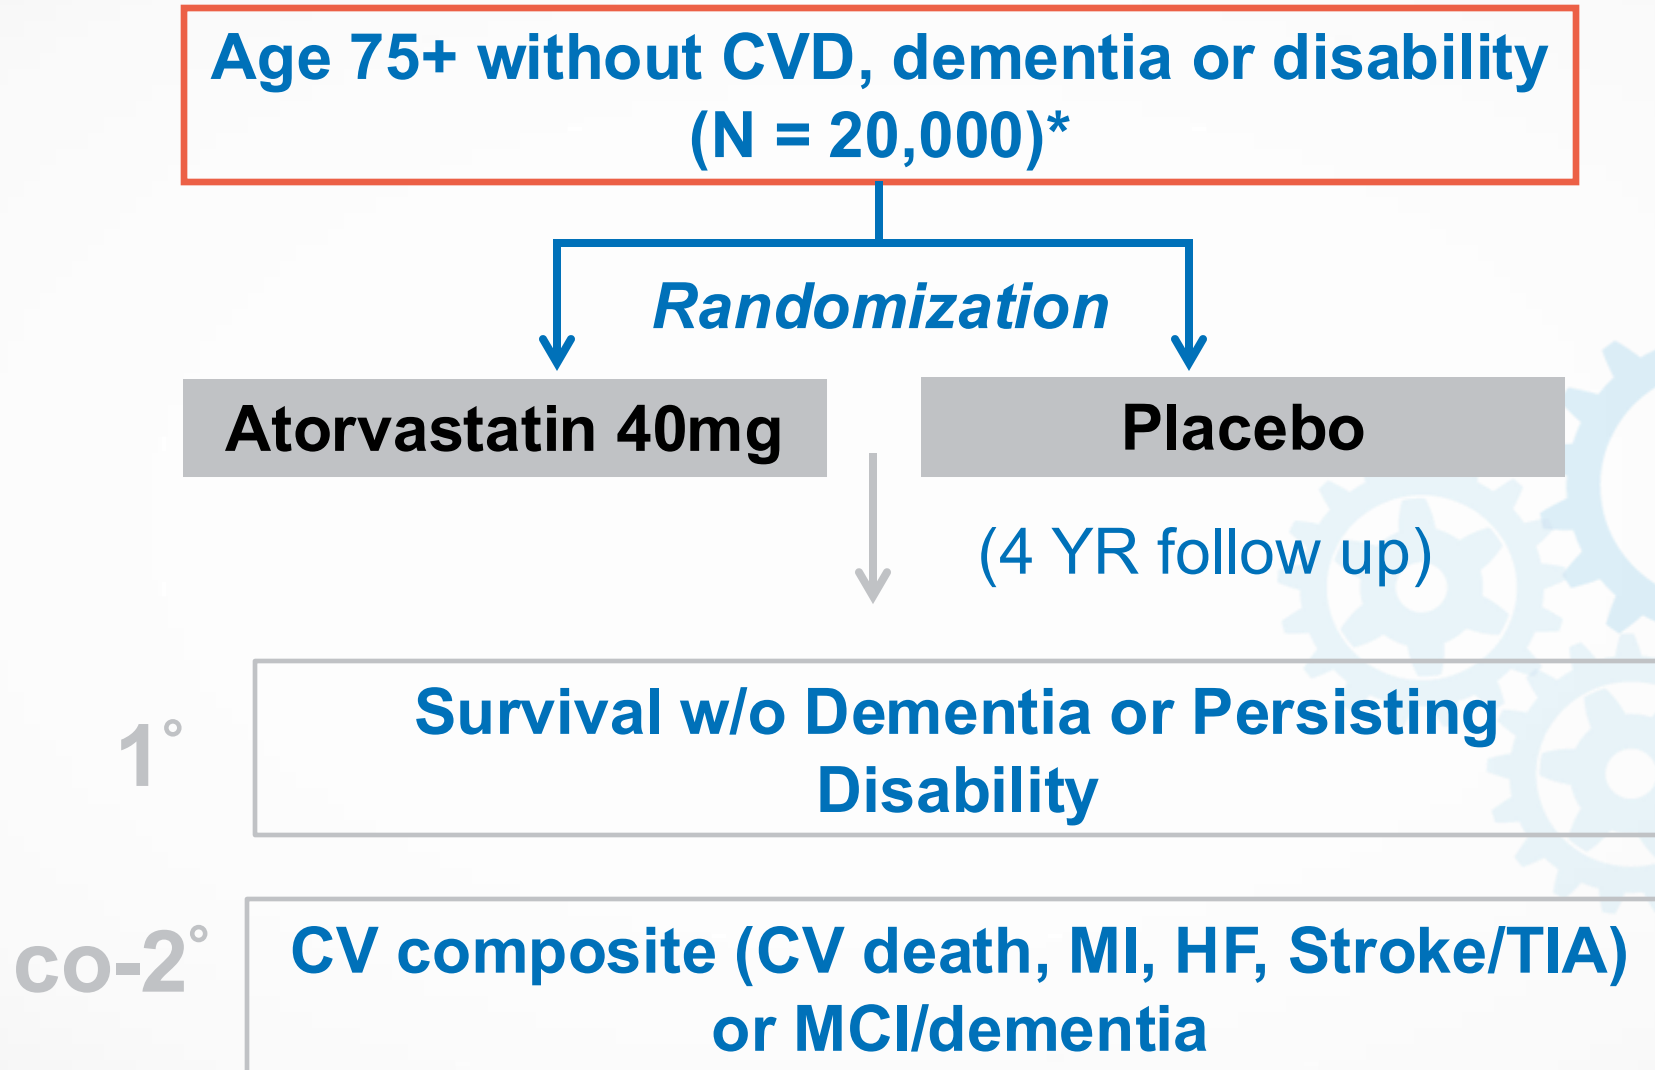 Age 75+ without CVD, dementia or disability
(N = 20,000)*
Randomization
Atorvastatin 40mg
Placebo
(4 YR follow up)
1°
Survival w/o Dementia or Persisting
Disability
co-2°
CV composite (CV death, MI, HF, Stroke/TIA)
or MCI/dementia